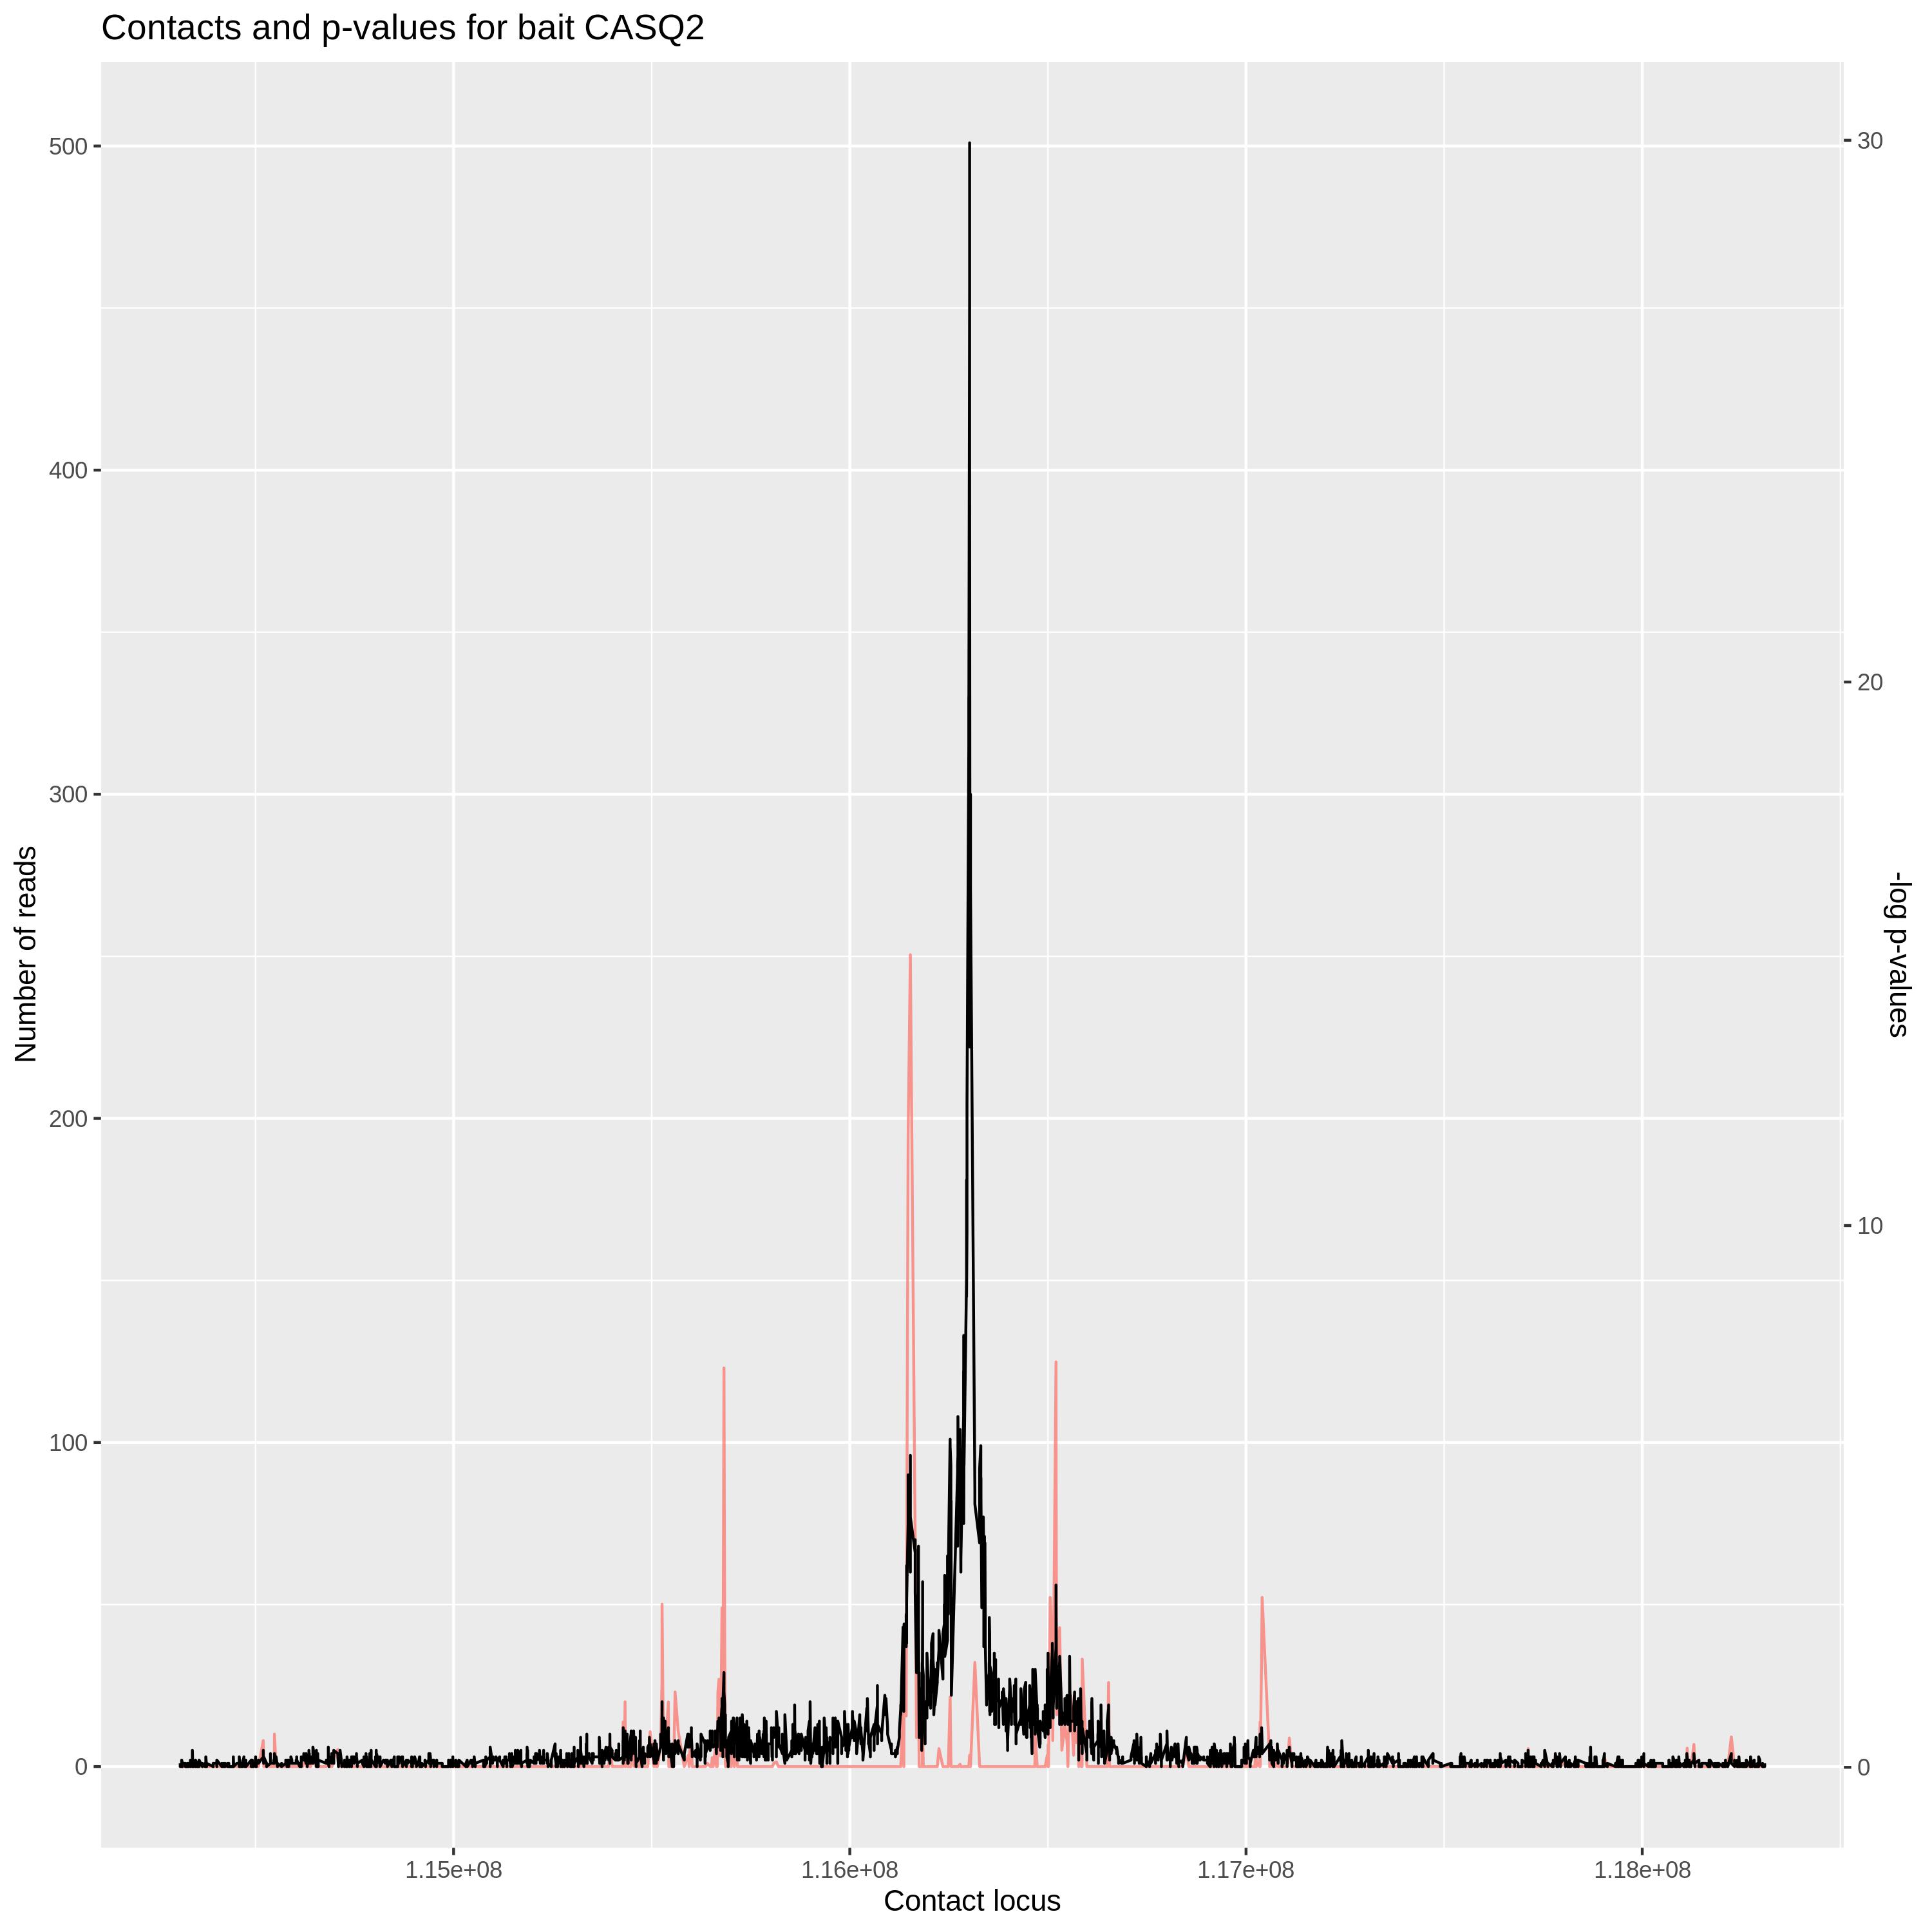 Contacts and p-values for bait CASQ2
500
400
300
200
100
0
Number of reads
30
20
10
0
-log p-values
1.15e+08
1.16e+08
1.17e+08
1.18e+08
Contact locus